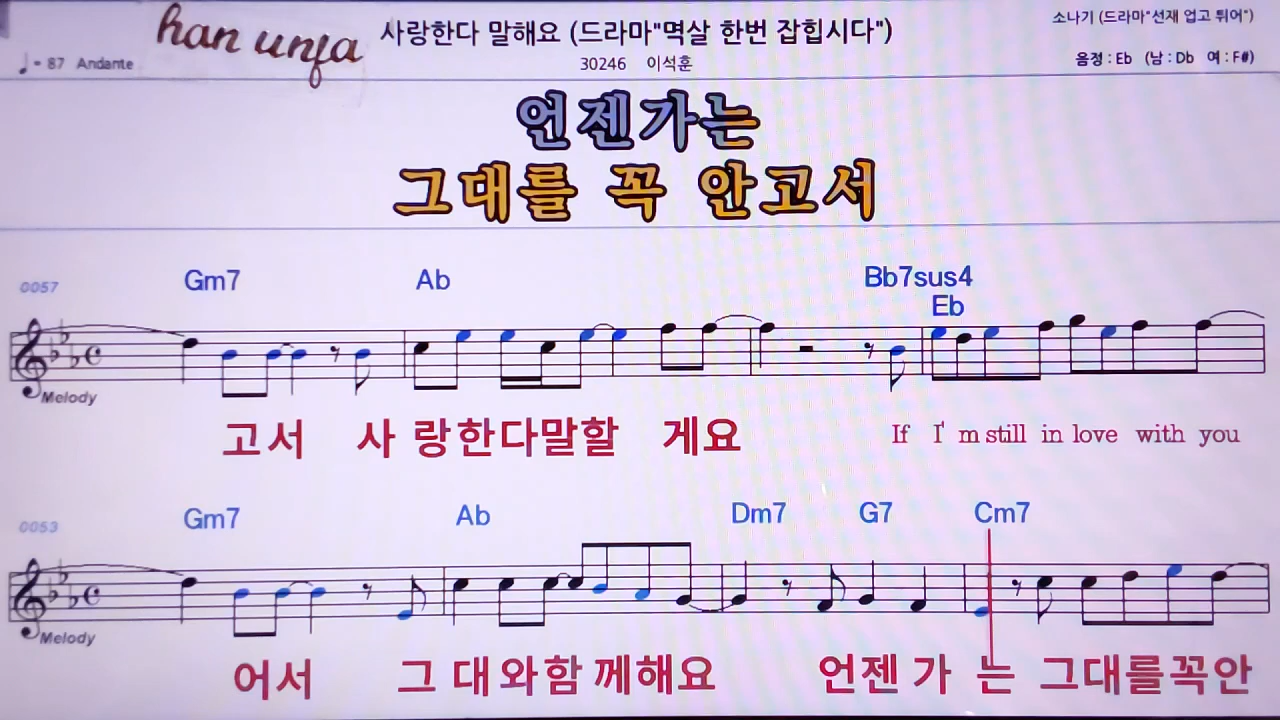 han unfa
사랑한다 말해요 (드라마"멱살 한번 잡힙시다")
소나기 (드라마"선재 업고 튀어")
♩= 87 Andante
30246 이석훈
음정 : Eb (남 : Db 여 : F#)
언젠가는
그대를 꼭 안고서
0057 Gm7 Ab Bb7sus4
Eb
Melody
고서 사 랑한다말할 게요 If I' m still in love with you
0053 Gm7 Ab Dm7 G7 Cm7
Melody
어서 그 대와함 께해요 언젠 가 는 그대를꼭안